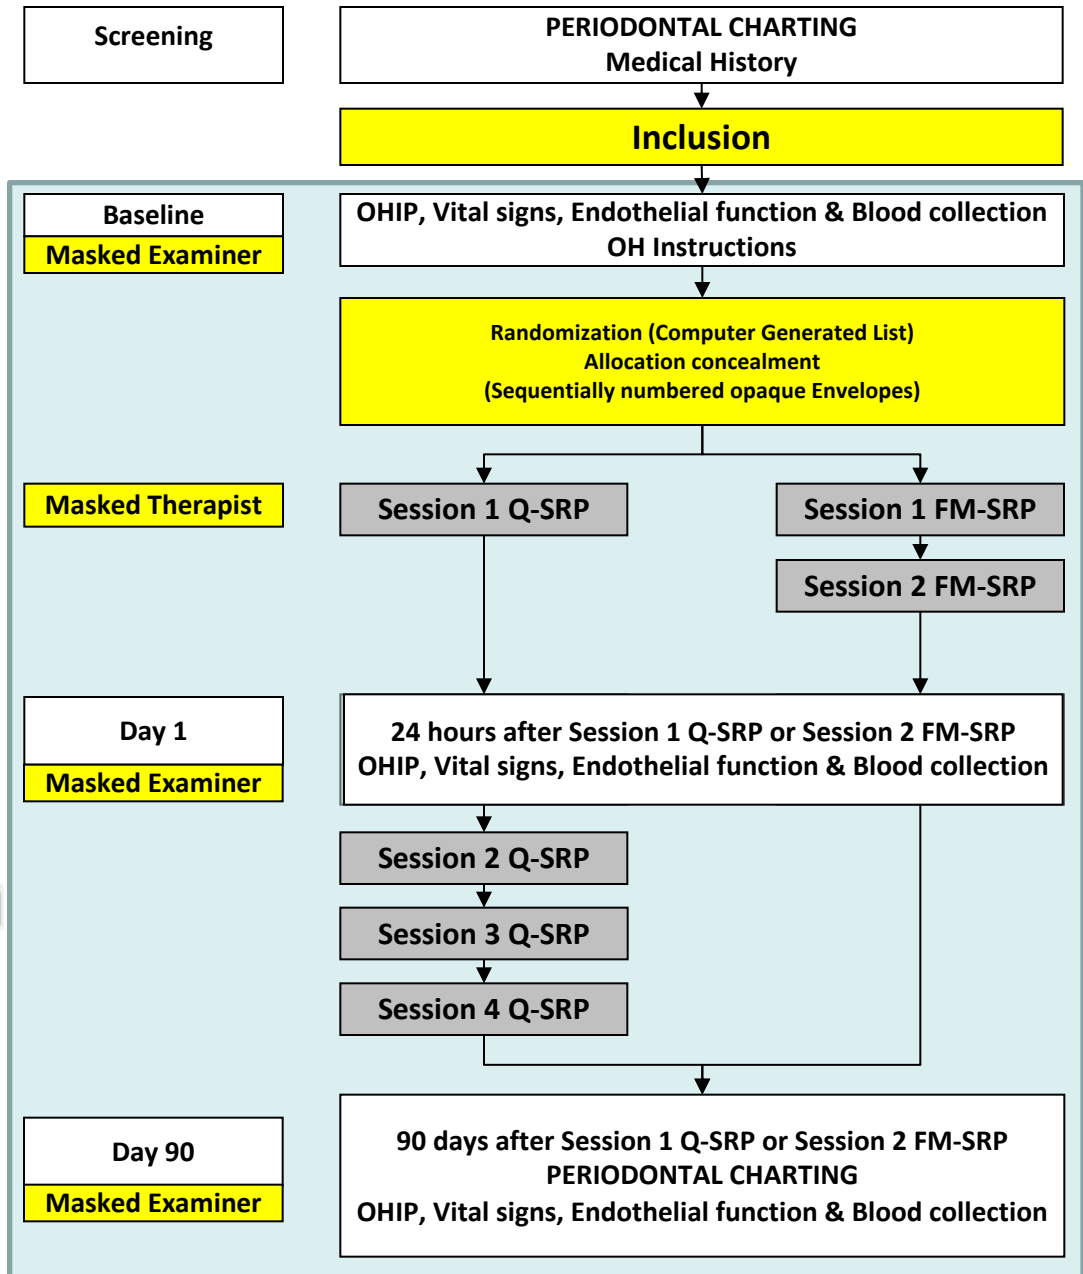 Screening
PERIODONTAL CHARTING
Medical History
Inclusion
Baseline
Masked Examiner
OHIP, Vital signs, Endothelial function & Blood collection
OH Instructions
Randomization (Computer Generated List)
Allocation concealment
(Sequentially numbered opaque Envelopes)
Masked Therapist
Session 1 Q-SRP
Session 1 FM-SRP
Session 2 FM-SRP
Day 1
Masked Examiner
24 hours after Session 1 Q-SRP or Session 2 FM-SRP
OHIP, Vital signs, Endothelial function & Blood collection
Session 2 Q-SRP
Session 3 Q-SRP
Session 4 Q-SRP
Day 90
Masked Examiner
90 days after Session 1 Q-SRP or Session 2 FM-SRP
PERIODONTAL CHARTING
OHIP, Vital signs, Endothelial function & Blood collection